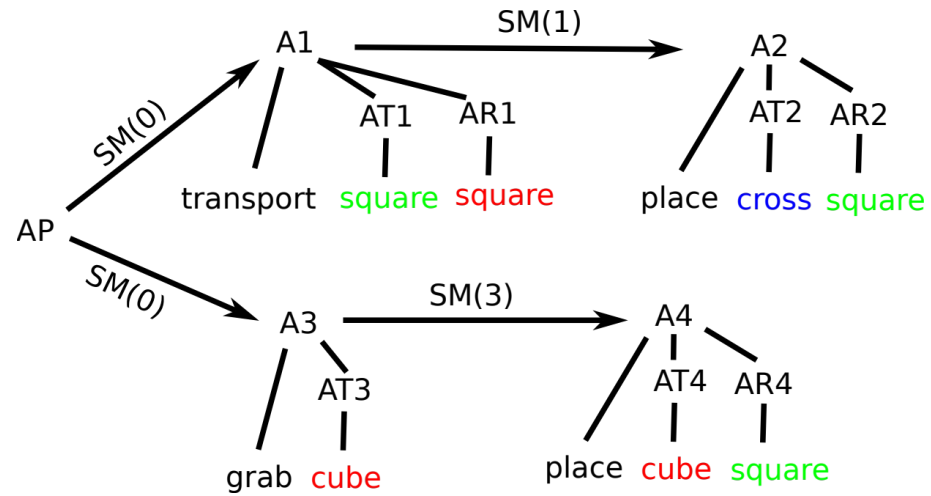 SM(1)
A1
A2
SM(0)
AT1
AR1
AT2
AR2
transport square square
place cross square
AP
SM(0)
SM(3)
A3
A4
AT3
AT4
AR4
grab cube
place cube square